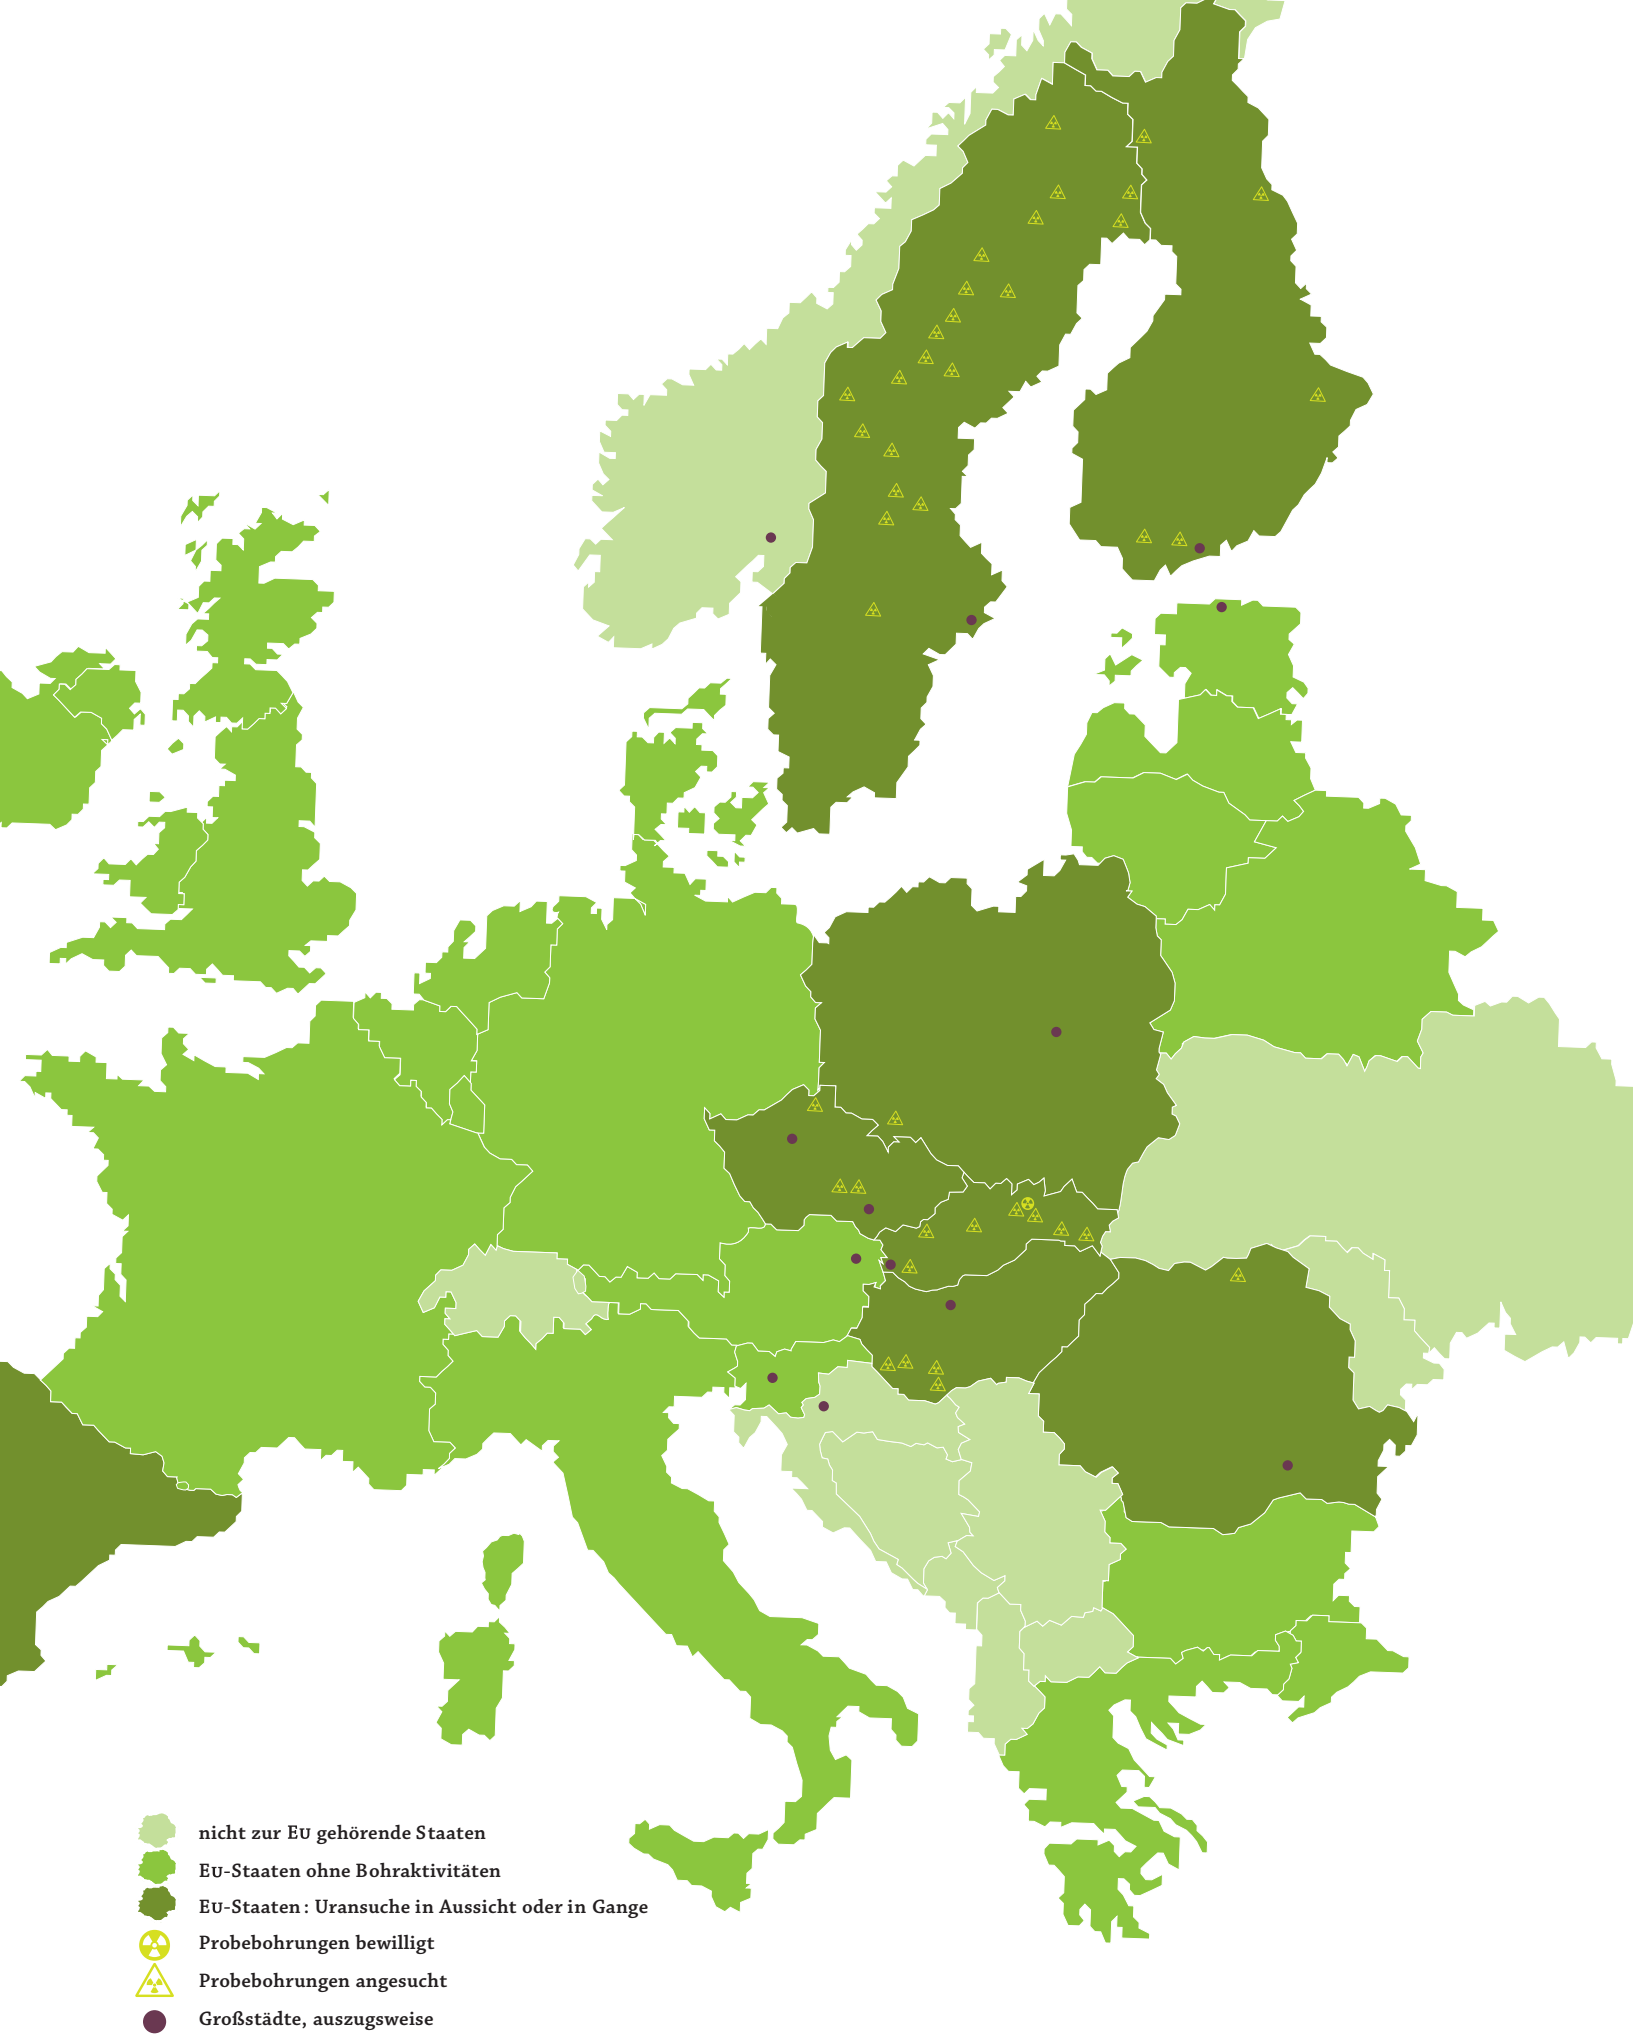 nicht zur EU gehörende Staaten
EU-Staaten ohne Bohraktivitäten
EU-Staaten: Uransuche in Aussicht oder in Gange
Probebohrungen bewilligt
Probebohrungen angesucht
Großstädte, auszugsweise